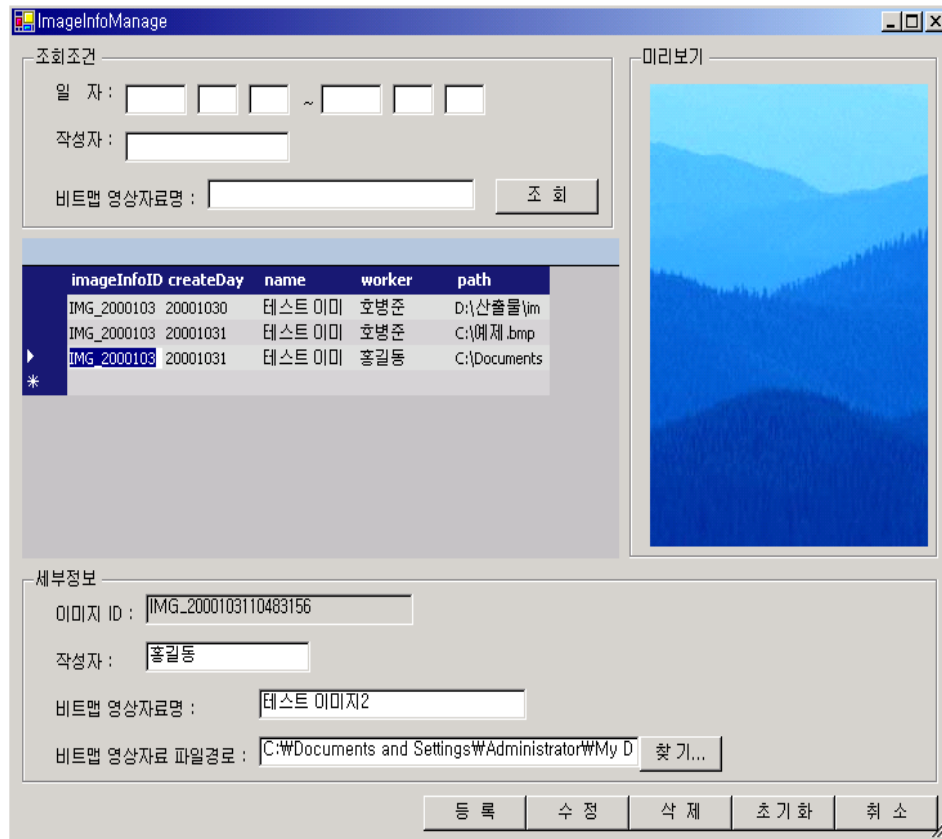 ImageInfoManage
조회조건
일 자 :
~
작성자 :
비트맵 영상자료명 :
조 회
미리보기
imageInfoID createDay name worker path
IMG_2000103 20001030 테스트 이미 호병준 D:\산출물\im
IMG_2000103 20001031 테스트 이미 호병준 C:\예제.bmp
IMG_2000103 20001031 테스트 이미 홍길동 C:\Documents
세부정보
이미지 ID : IMG_2000103110483156
작성자 : 홍길동
비트맵 영상자료명 : 테스트 이미지2
비트맵 영상자료 파일경로 : C:₩Documents and Settings₩Administrator₩My D 찾 기...
등 록 수 정 삭 제 초 기 화 취 소